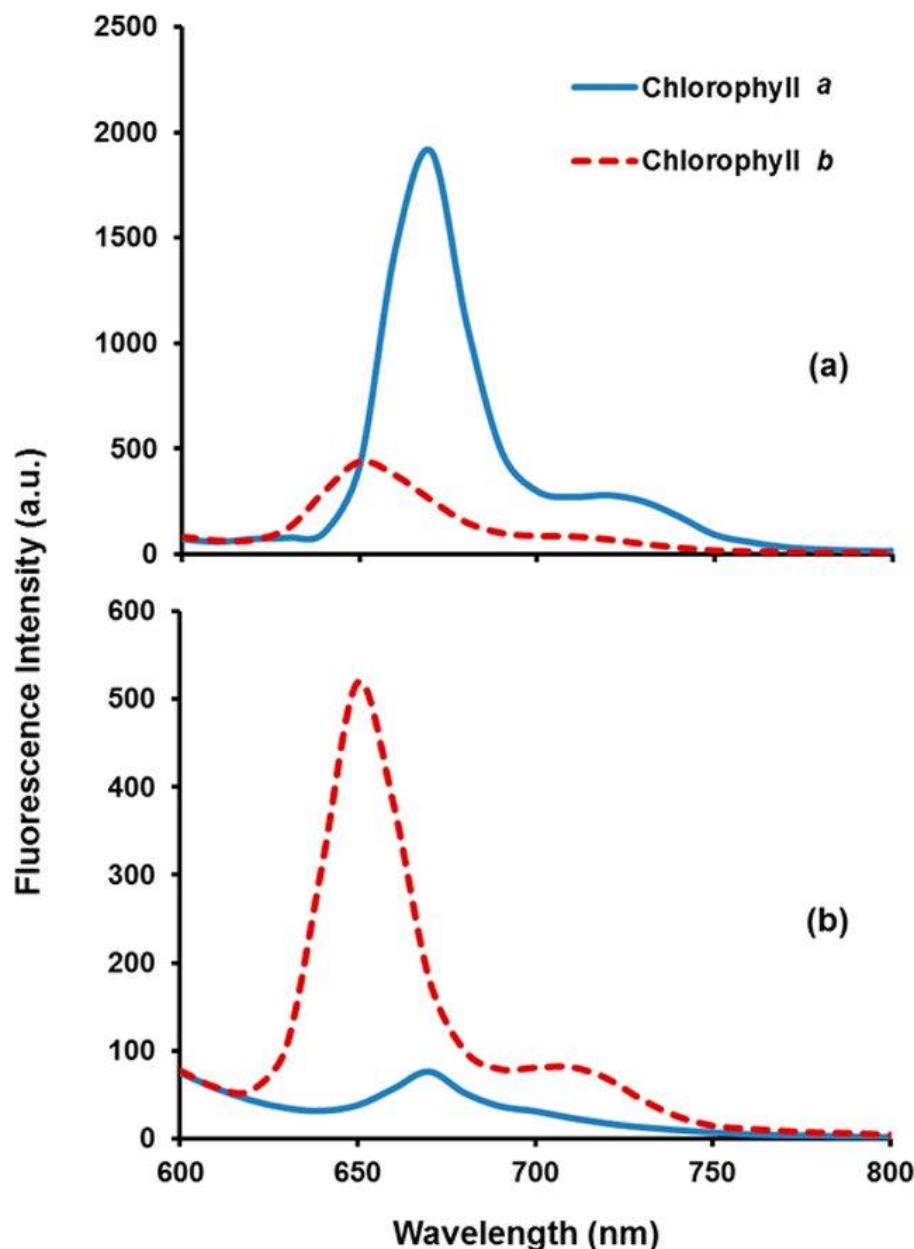 2500
2000
1500
1000
500
0
Chlorophyll a
Chlorophyll b
(a)
600
500
400
300
200
100
0
(b)
600 650 700 750 800
Fluorescence Intensity (a.u.)
Wavelength (nm)